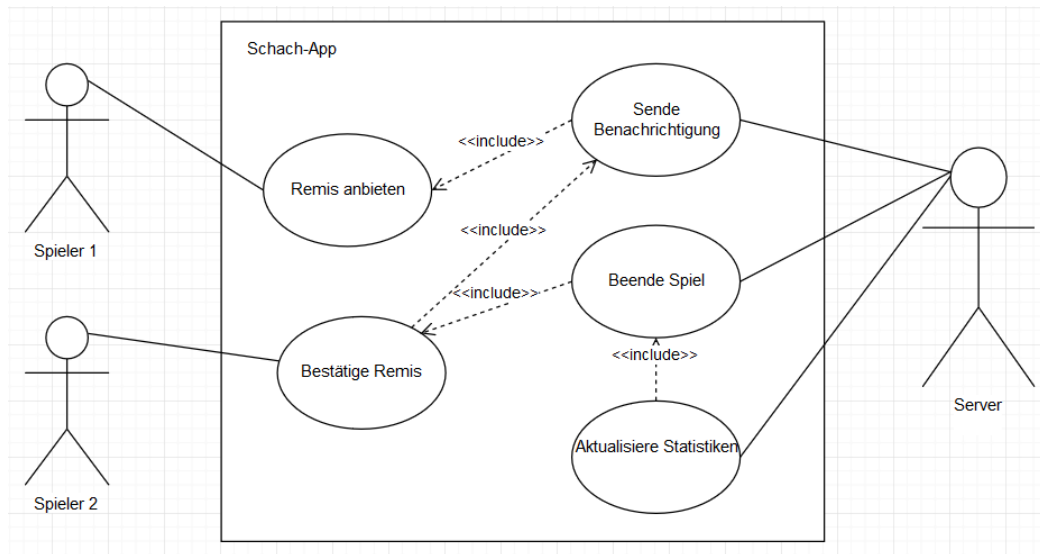 Schach-App
Sende
Benachrichtigung
<<include>>
Remis anbieten
Spieler 1
<<include>>
Beende Spiel
<<include>>
<<include>>
Bestätige Remis
Server
Aktualisiere Statistiken
Spieler 2